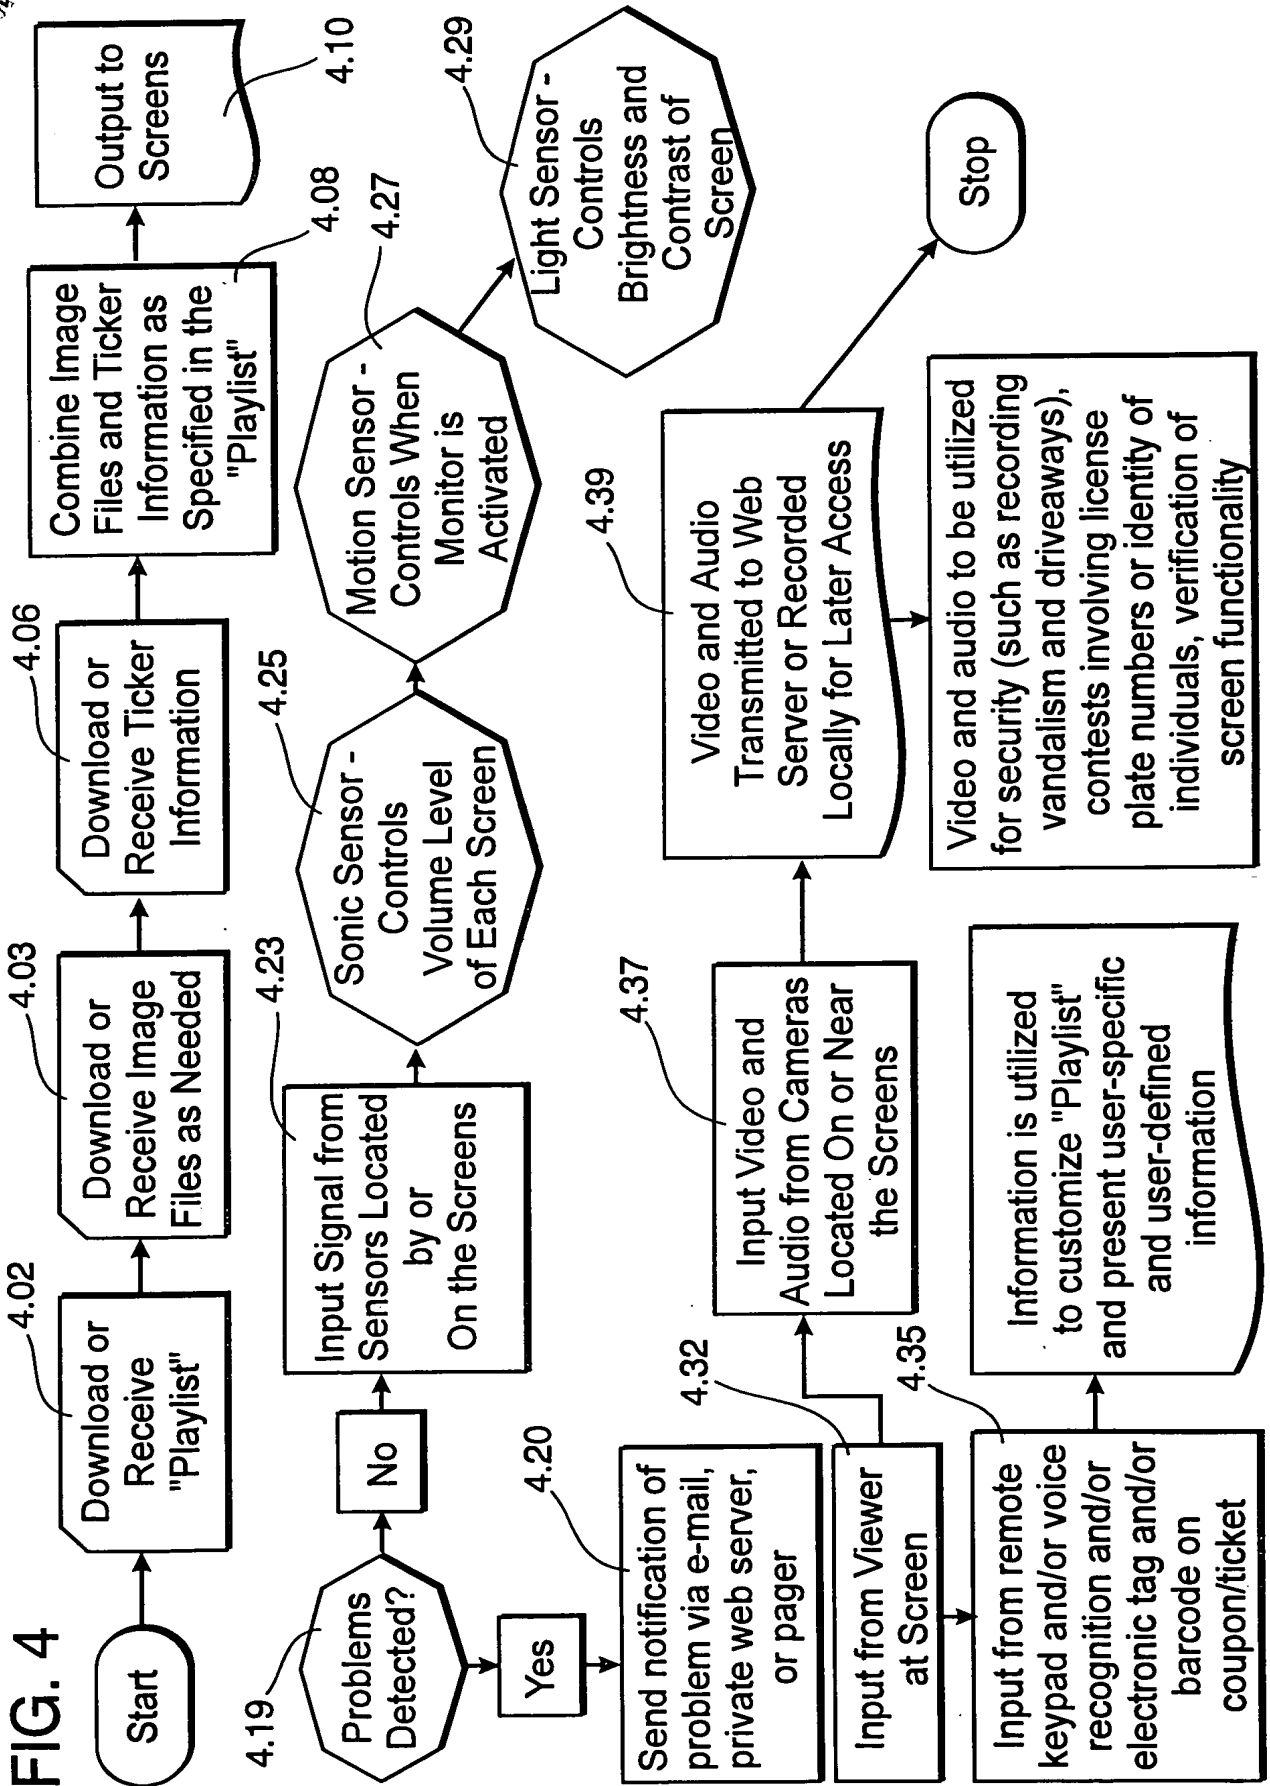 FIG. 4
Start
4.02
Download or
Receive
"Playlist"
4.03
Download or
Receive Image
Files as Needed
4.06
Download or
Receive Ticker
Information
Combine Image
Files and Ticker
Information as
Specified in the
"Playlist"
4.08
Output to
Screens
4.10
4.19
Problems
Detected?
No
Yes
4.23
Input Signal from
Sensors Located
by or
On the Screens
4.25
Sonic Sensor -
Controls
Volume Level
of Each Screen
4.27
Motion Sensor -
Controls When
Monitor is
Activated
4.29
Light Sensor -
Controls
Brightness and
Contrast of
Screen
4.20
Send notification of
problem via e-mail,
private web server,
or pager
4.32
Input from Viewer
at Screen
4.37
Input Video and
Audio from Cameras
Located On or Near
the Screens
4.39
Video and Audio
Transmitted to Web
Server or Recorded
Locally for Later Access
Stop
4.35
Input from remote
keypad and/or voice
recognition and/or
electronic tag and/or
barcode on
coupon/ticket
Information is utilized
to customize "Playlist"
and present user-specific
and user-defined
information
Video and audio to be utilized
for security (such as recording
vandalism and driveaways),
contests involving license
plate numbers or identity of
individuals, verification of
screen functionality